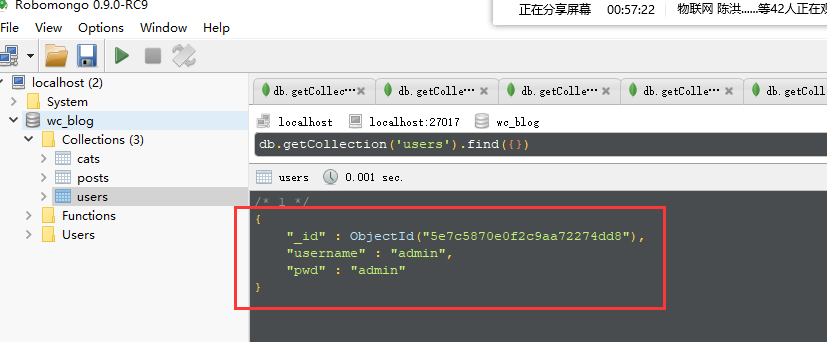 Robomongo 0.9.0-RC9
正在分享屏幕 00:57:22 物联网 陈洪......等42人正在观
File View Options Window Help
localhost (2)
System
wc_blog
Collections (3)
cats
posts
users
Functions
Users
db.getCollec⋯ db.getColle⋯ db.getColle⋯ db.getColle⋯ db.getColle
localhost localhost:27017 wc_blog
db.getCollection('users').find({})
users 0.001 sec.
/* 1 */
{
"_id" : ObjectId("5e7c5870e0f2c9aa72274dd8"),
"username" : "admin",
"pwd" : "admin"
}